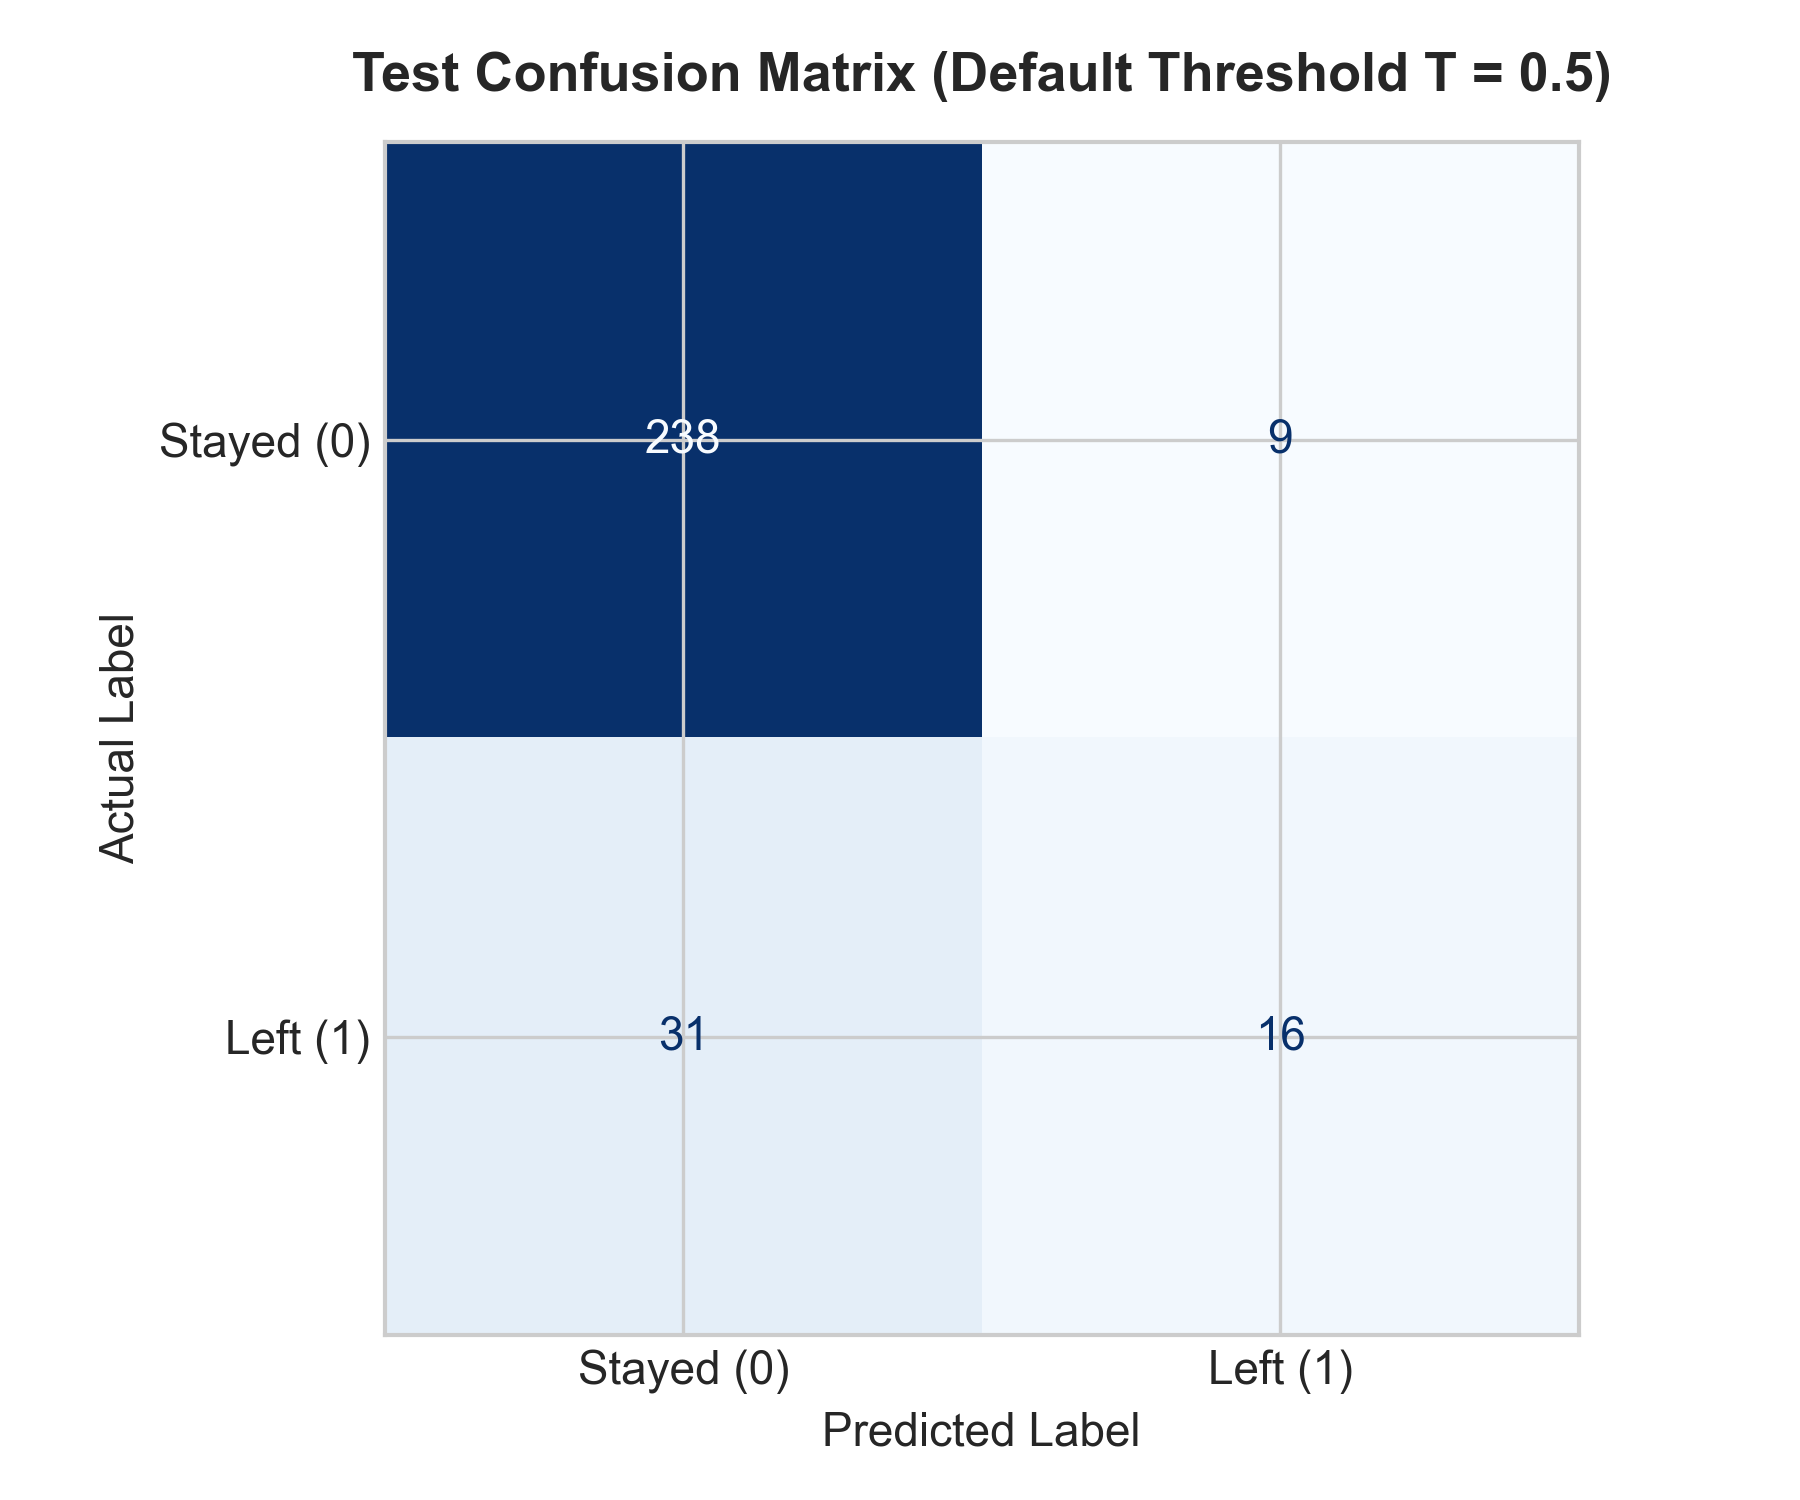 Test Confusion Matrix (Default Threshold T = 0.5)
Stayed (0)
238
9
Actual Label
Left (1)
31
16
Stayed (0)
Left (1)
Predicted Label